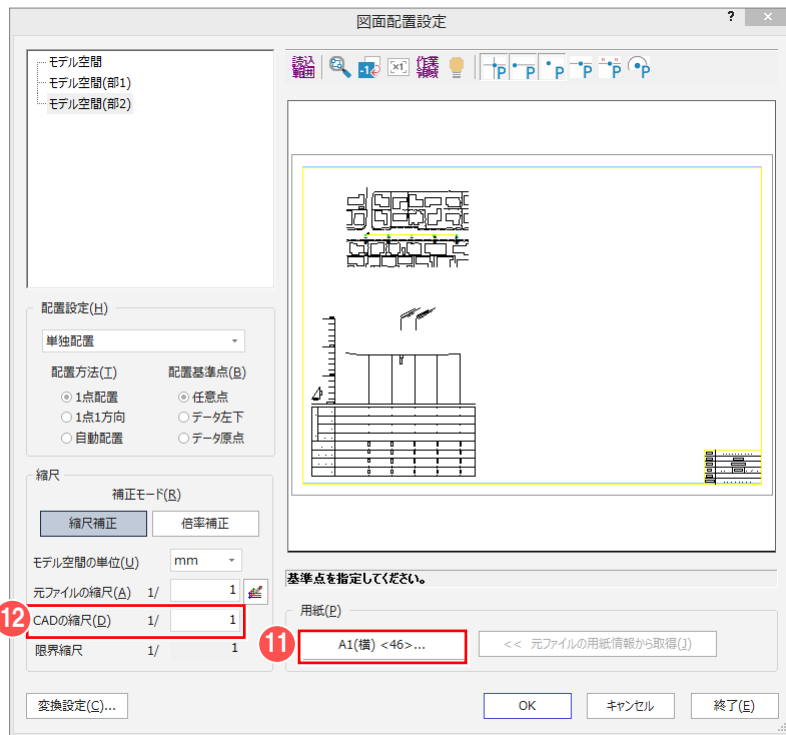 図面配置設定
?
モデル空間
モデル空間(部1)
モデル空間(部2)
読込範囲
-1
×1
作業領域
P P P P P P
配置設定(H)
単独配置
配置方法(T) 配置基準点(B)
1点配置 任意点
1点1方向 データ左下
自動配置 データ原点
縮尺
補正モード(R)
縮尺補正 倍率補正
モデル空間の単位(U) mm
元ファイルの縮尺(A) 1/ 1
12 CADの縮尺(D) 1/ 1
限界縮尺 1/ 1
基準点を指定してください。
用紙(P)
11 A1(横) <46>... << 元ファイルの用紙情報から取得(J)
変換設定(C)... OK キャンセル 終了(E)